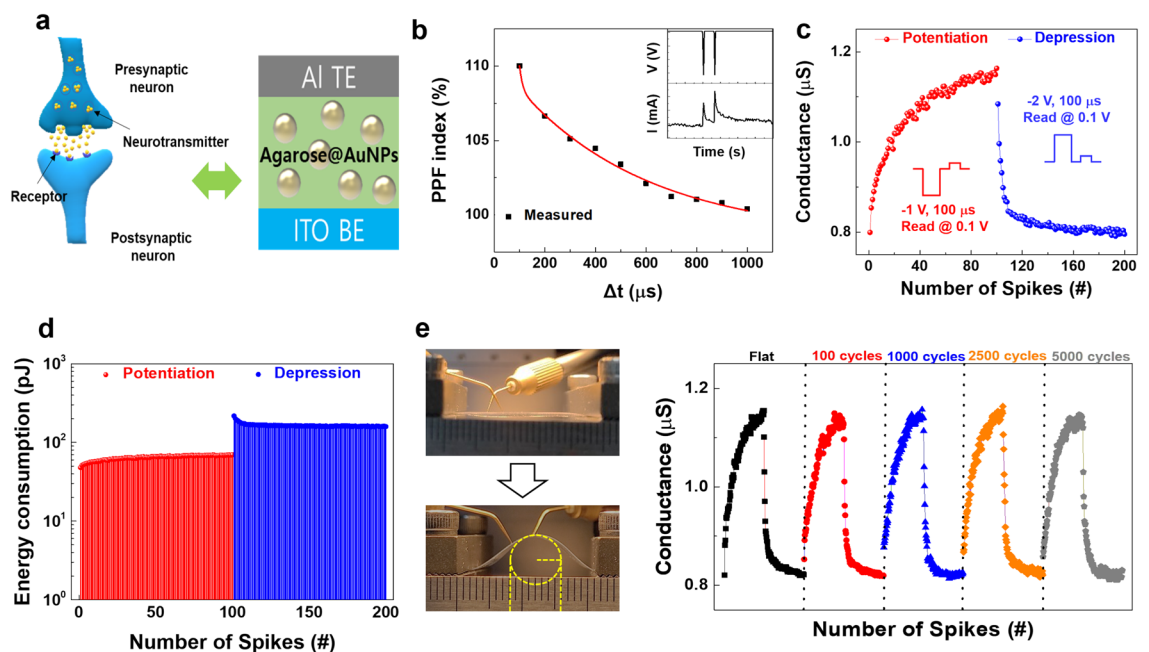 a
Presynaptic
neuron
Neurotransmitter
Receptor
Postsynaptic
neuron
Al TE
Agarose@AuNPs
ITO BE
b
PPF index (%)
110
105
100
Measured
200 400 600 800 1000
Δt (μs)
V (V)
I (mA)
Time (s)
c
Conductance (μS)
1.2
1.0
0.8
Potentiation
Depression
-2 V, 100 μs
Read @ 0.1 V
-1 V, 100 μs
Read @ 0.1 V
0 40 80 120 160 200
Number of Spikes (#)
d
Energy consumption (pJ)
10³
10²
10¹
10⁰
Potentiation
Depression
0 50 100 150 200
Number of Spikes (#)
e
Flat
100 cycles
1000 cycles
2500 cycles
5000 cycles
Conductance (μS)
1.2
1.0
0.8
Number of Spikes (#)